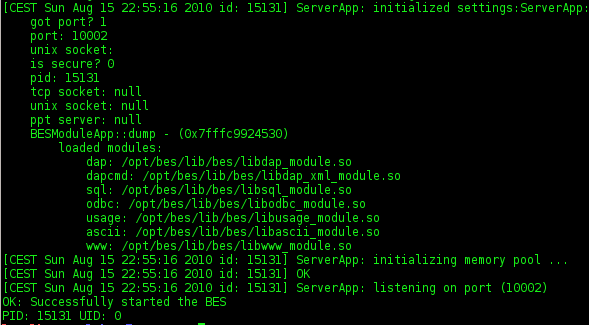 [CEST Sun Aug 15 22:55:16 2010 id: 15131] ServerApp: initialized settings:ServerApp:
got port? 1
port: 10002
unix socket:
is secure? 0
pid: 15131
tcp socket: null
unix socket: null
ppt server: null
BESModuleApp::dump - (0x7fffc9924530)
loaded modules:
dap: /opt/bes/lib/bes/libdap_module.so
dapcmd: /opt/bes/lib/bes/libdap_xml_module.so
sql: /opt/bes/lib/bes/libsql_module.so
odbc: /opt/bes/lib/bes/libodbc_module.so
usage: /opt/bes/lib/bes/libusage_module.so
ascii: /opt/bes/lib/bes/libascii_module.so
www: /opt/bes/lib/bes/libwww_module.so
[CEST Sun Aug 15 22:55:16 2010 id: 15131] ServerApp: initializing memory pool ...
[CEST Sun Aug 15 22:55:16 2010 id: 15131] OK
[CEST Sun Aug 15 22:55:16 2010 id: 15131] ServerApp: listening on port (10002)
OK: Successfully started the BES
PID: 15131 UID: 0